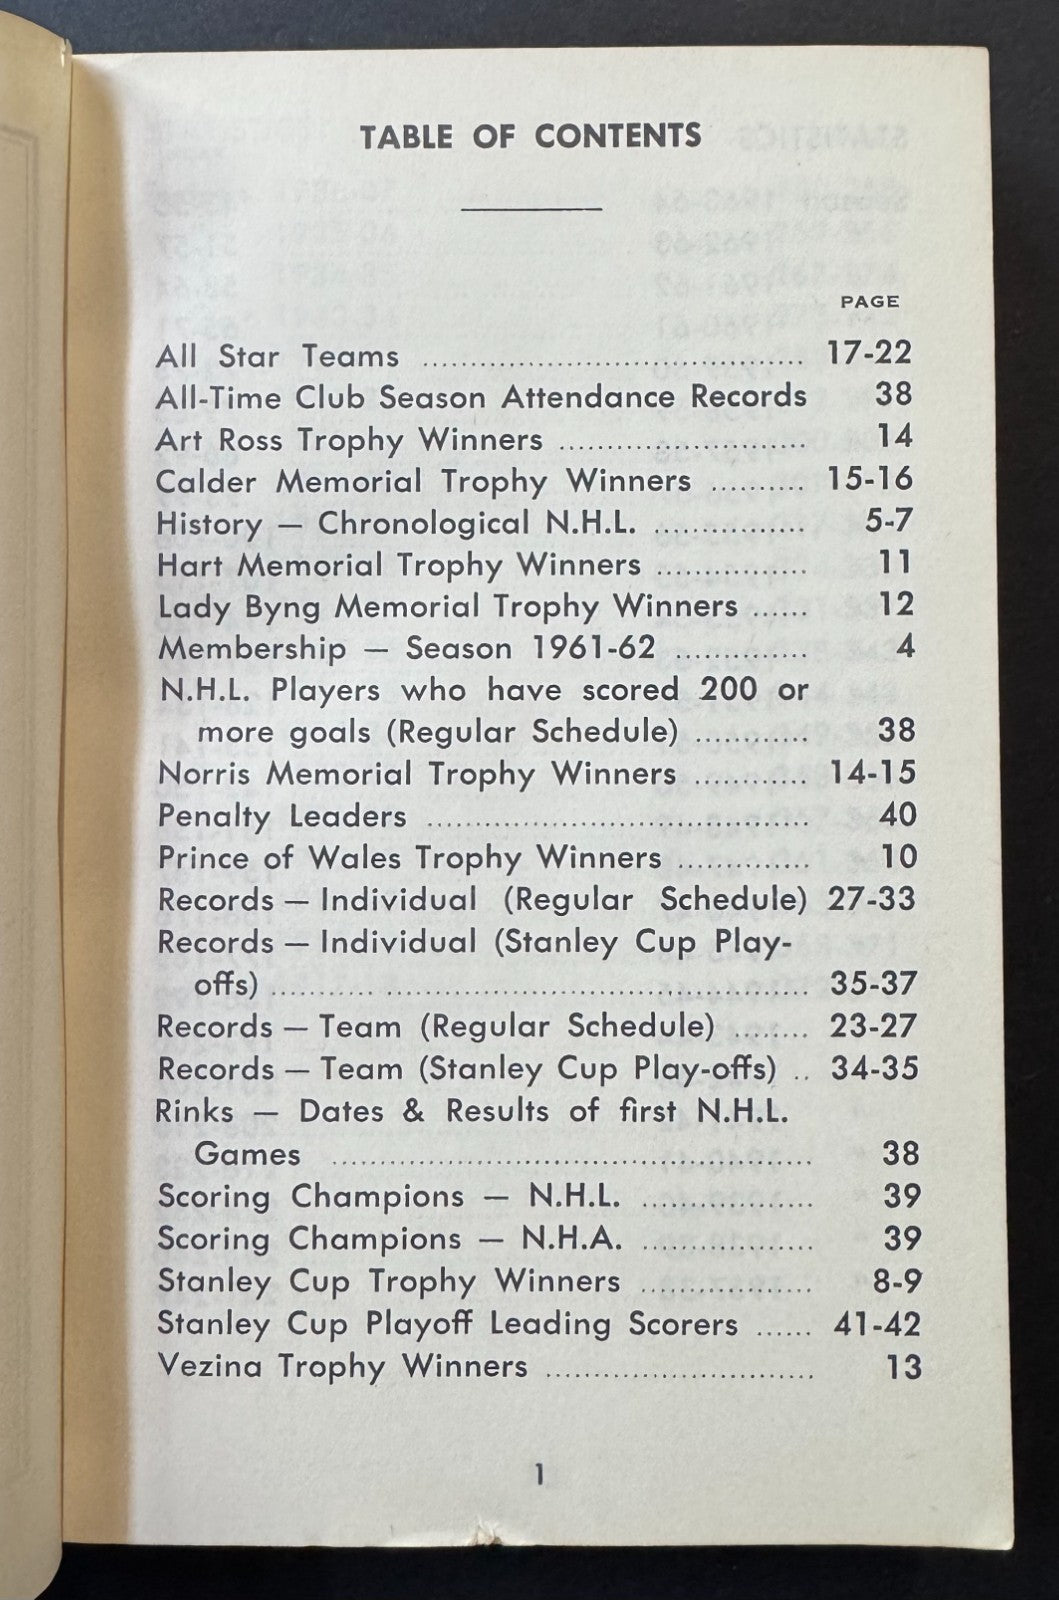 TABLE OF CONTENTS
PAGE
All Star Teams ........................................ 17-22
All-Time Club Season Attendance Records 38
Art Ross Trophy Winners .......................... 14
Calder Memorial Trophy Winners .......... 15-16
History — Chronological N.H.L. ................ 5-7
Hart Memorial Trophy Winners ................ 11
Lady Byng Memorial Trophy Winners ...... 12
Membership — Season 1961-62 ............... 4
N.H.L. Players who have scored 200 or
more goals (Regular Schedule) ............ 38
Norris Memorial Trophy Winners ............ 14-15
Penalty Leaders ........................................ 40
Prince of Wales Trophy Winners .............. 10
Records — Individual (Regular Schedule) 27-33
Records — Individual (Stanley Cup Play-
offs) ........... ............................................ 35-37
Records — Team (Regular Schedule) ........ 23-27
Records — Team (Stanley Cup Play-offs) .. 34-35
Rinks — Dates & Results of first N.H.L.
Games .................................................. 38
Scoring Champions — N.H.L. .................. 39
Scoring Champions — N.H.A. .................. 39
Stanley Cup Trophy Winners .................. 8-9
Stanley Cup Playoff Leading Scorers ...... 41-42
Vezina Trophy Winners ............................ 13
1